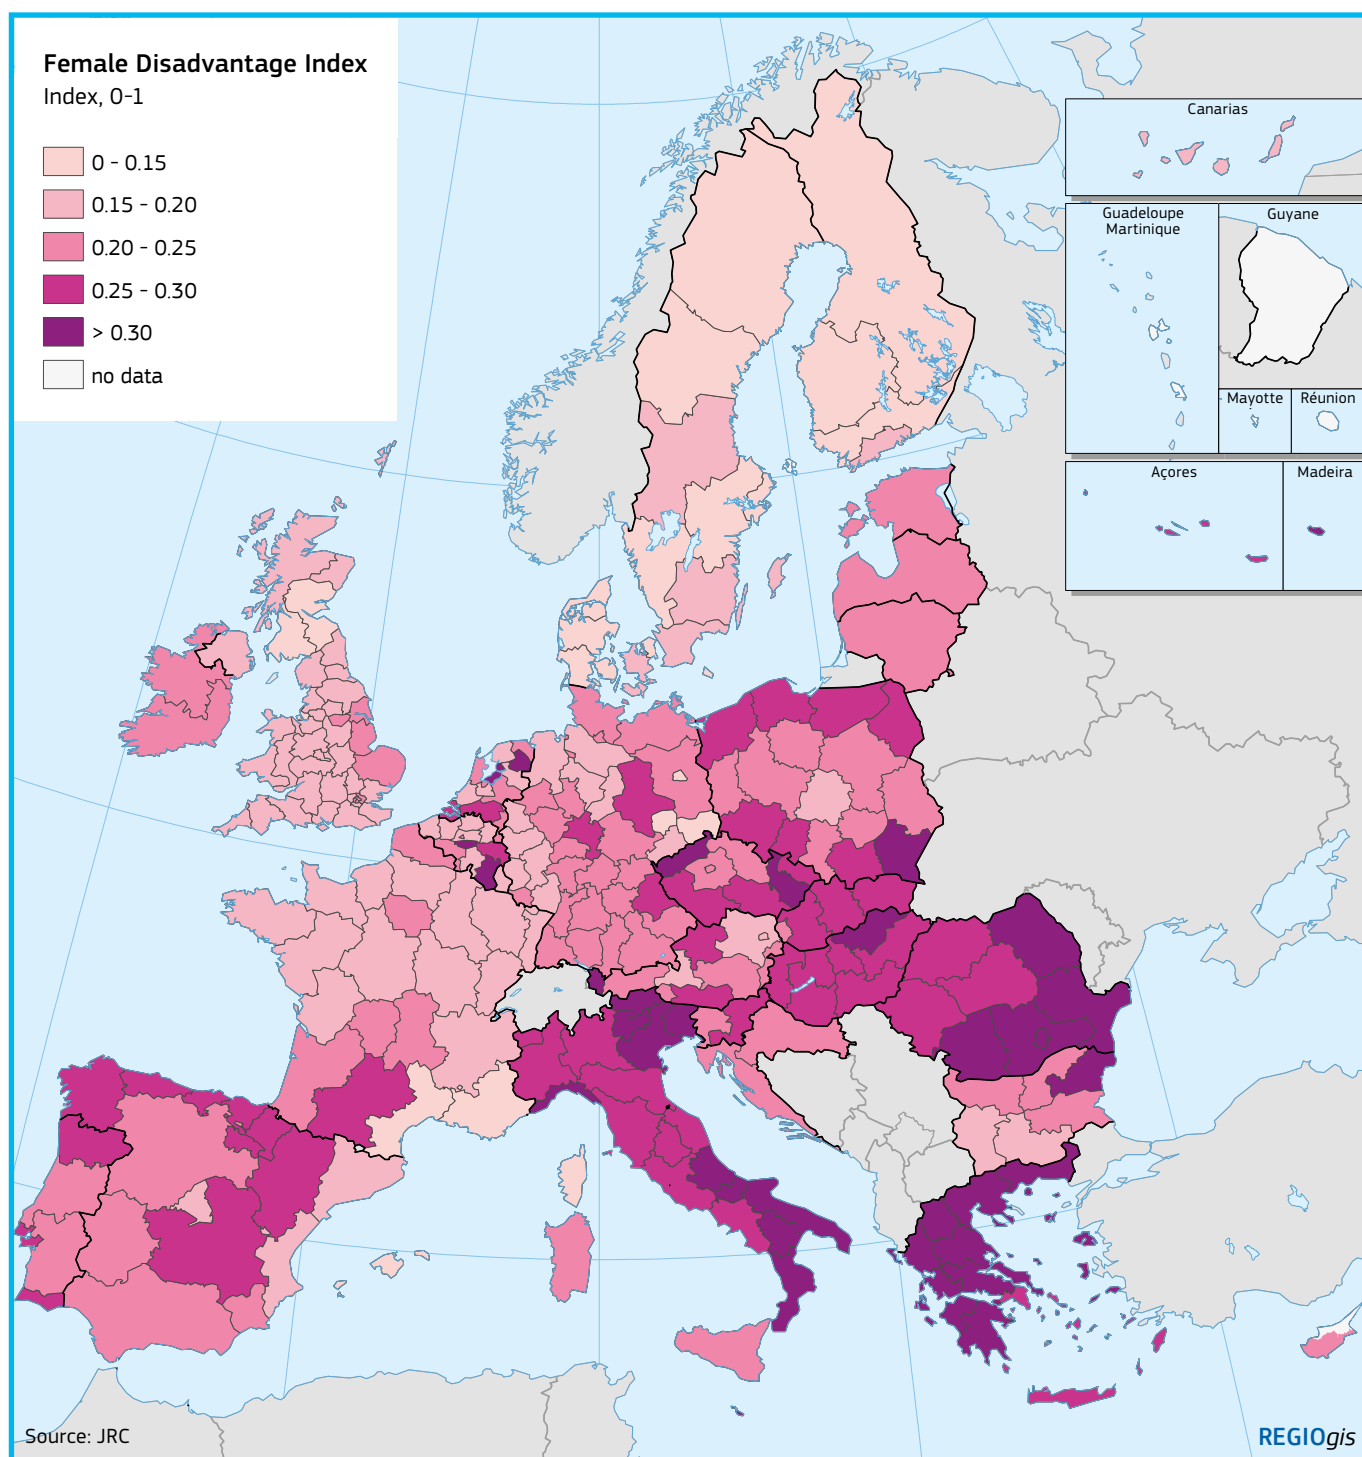 Female Disadvantage Index
Index, 0-1
0 - 0.15
0.15 - 0.20
0.20 - 0.25
0.25 - 0.30
> 0.30
no data
Canarias
Guadeloupe
Martinique
Guyane
Mayotte
Réunion
Açores
Madeira
Source: JRC
REGIOgis